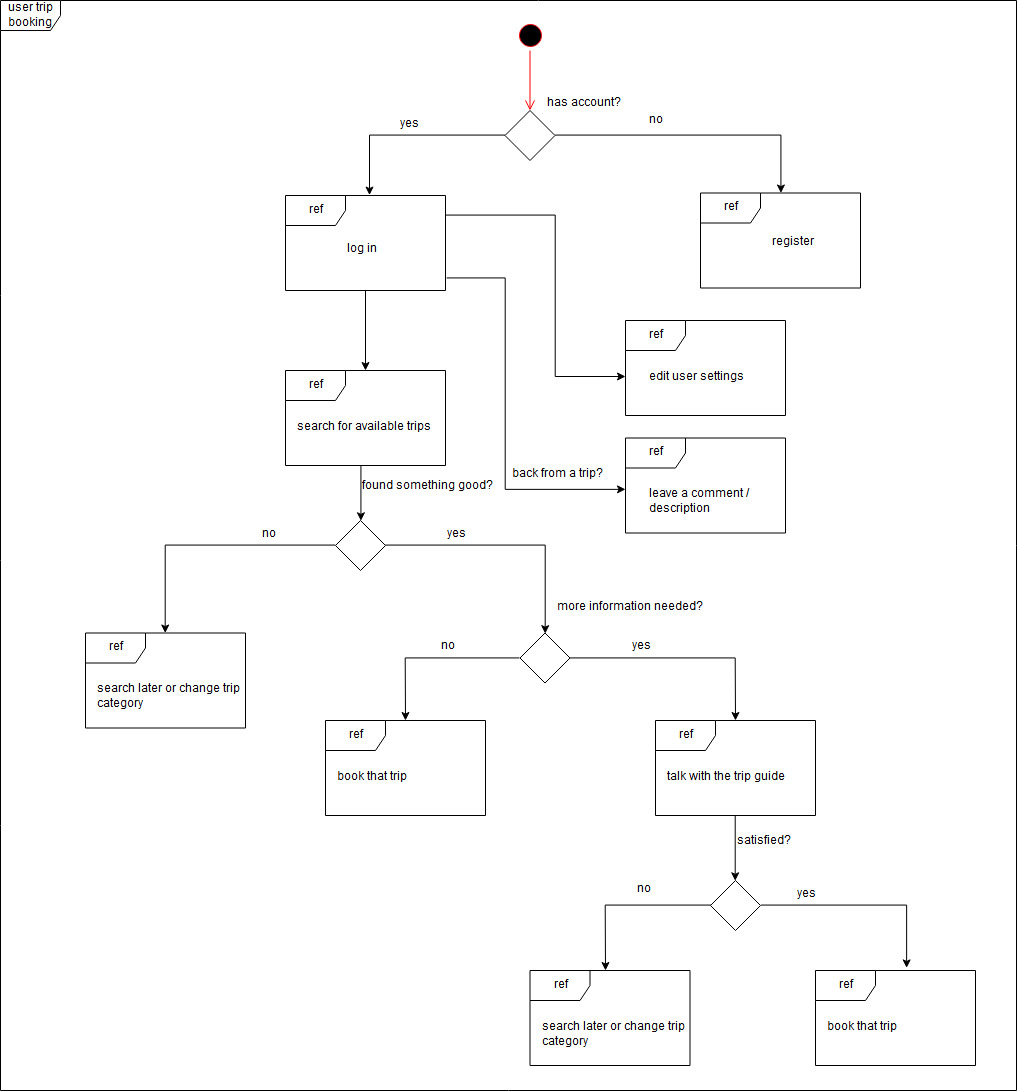 user trip
booking
has account?
yes
no
ref
log in
ref
register
ref
edit user settings
ref
search for available trips
back from a trip?
ref
leave a comment /
description
found something good?
no
yes
more information needed?
ref
search later or change trip
category
no
yes
ref
book that trip
ref
talk with the trip guide
satisfied?
no
yes
ref
search later or change trip
category
ref
book that trip